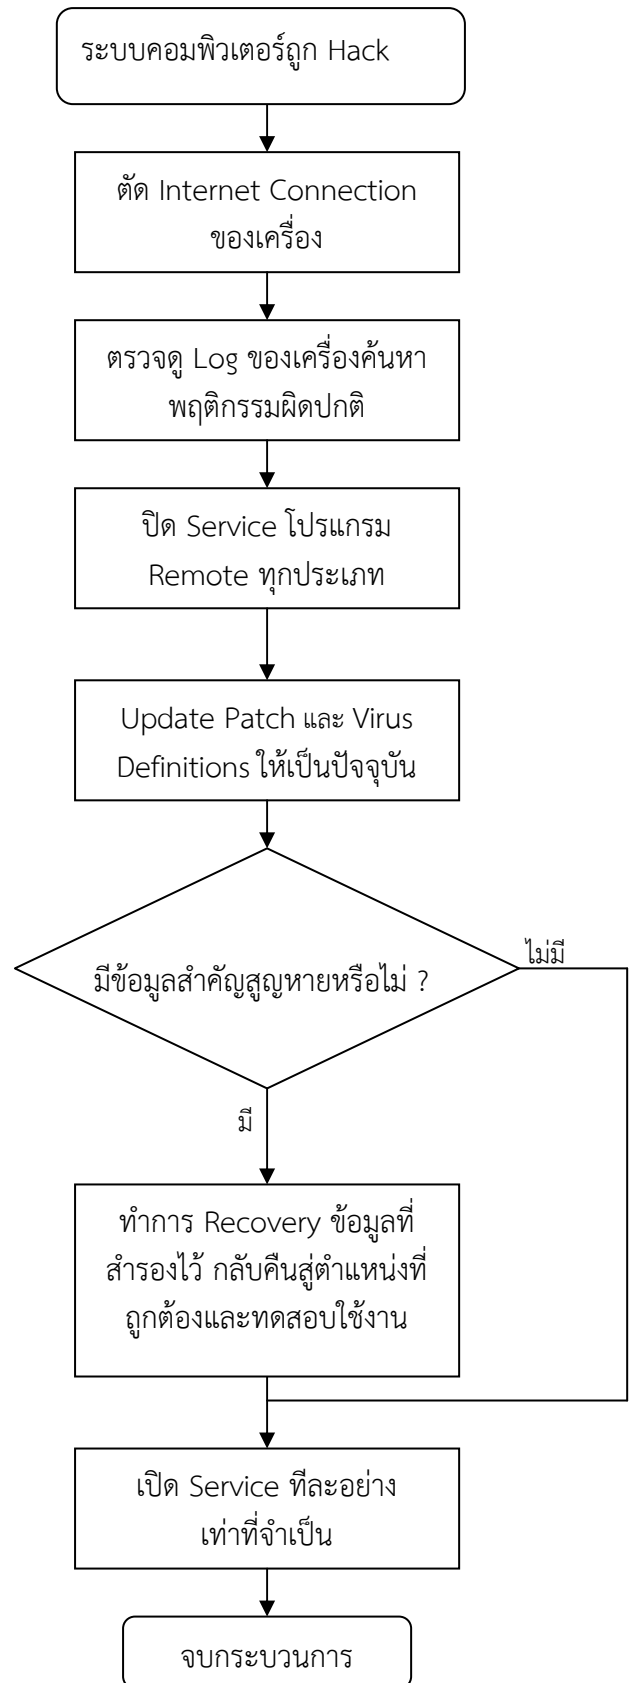 ระบบคอมพิวเตอร์ถูก Hack
ตัด Internet Connection
ของเครื่อง
ตรวจดู Log ของเครื่องค้นหา
พฤติกรรมผิดปกติ
ปิด Service โปรแกรม
Remote ทุกประเภท
Update Patch และ Virus
Definitions ให้เป็นปัจจุบัน
มีข้อมูลสำคัญสูญหายหรือไม่ ?
ไม่มี
มี
ทำการ Recovery ข้อมูลที่
สำรองไว้ กลับคืนสู่ตำแหน่งที่
ถูกต้องและทดสอบใช้งาน
เปิด Service ทีละอย่าง
เท่าที่จำเป็น
จบกระบวนการ